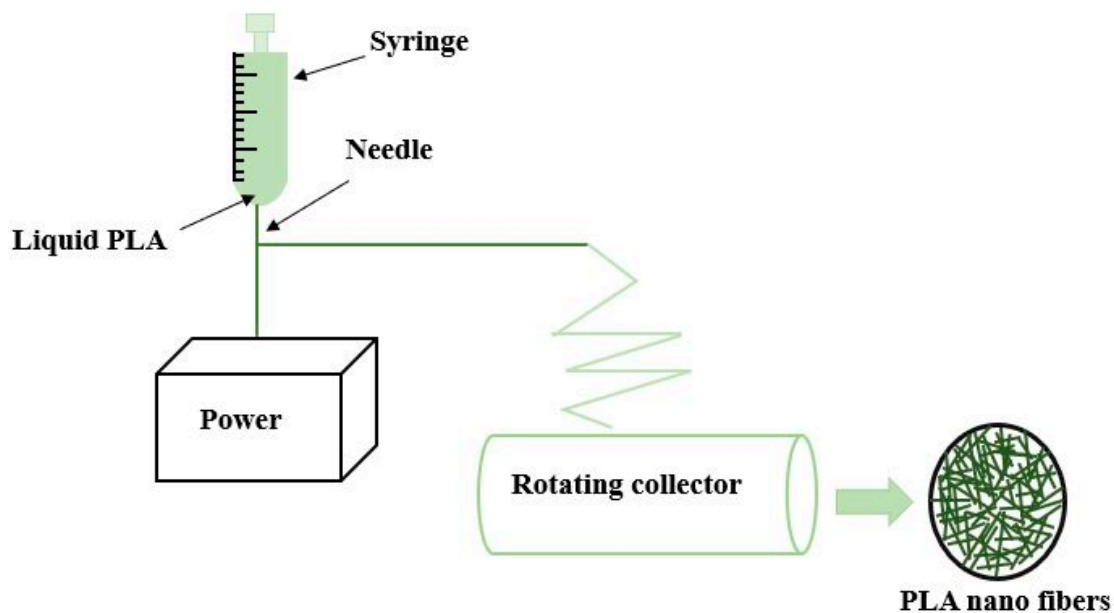 Syringe
Needle
Liquid PLA
Power
Rotating collector
PLA nano fibers